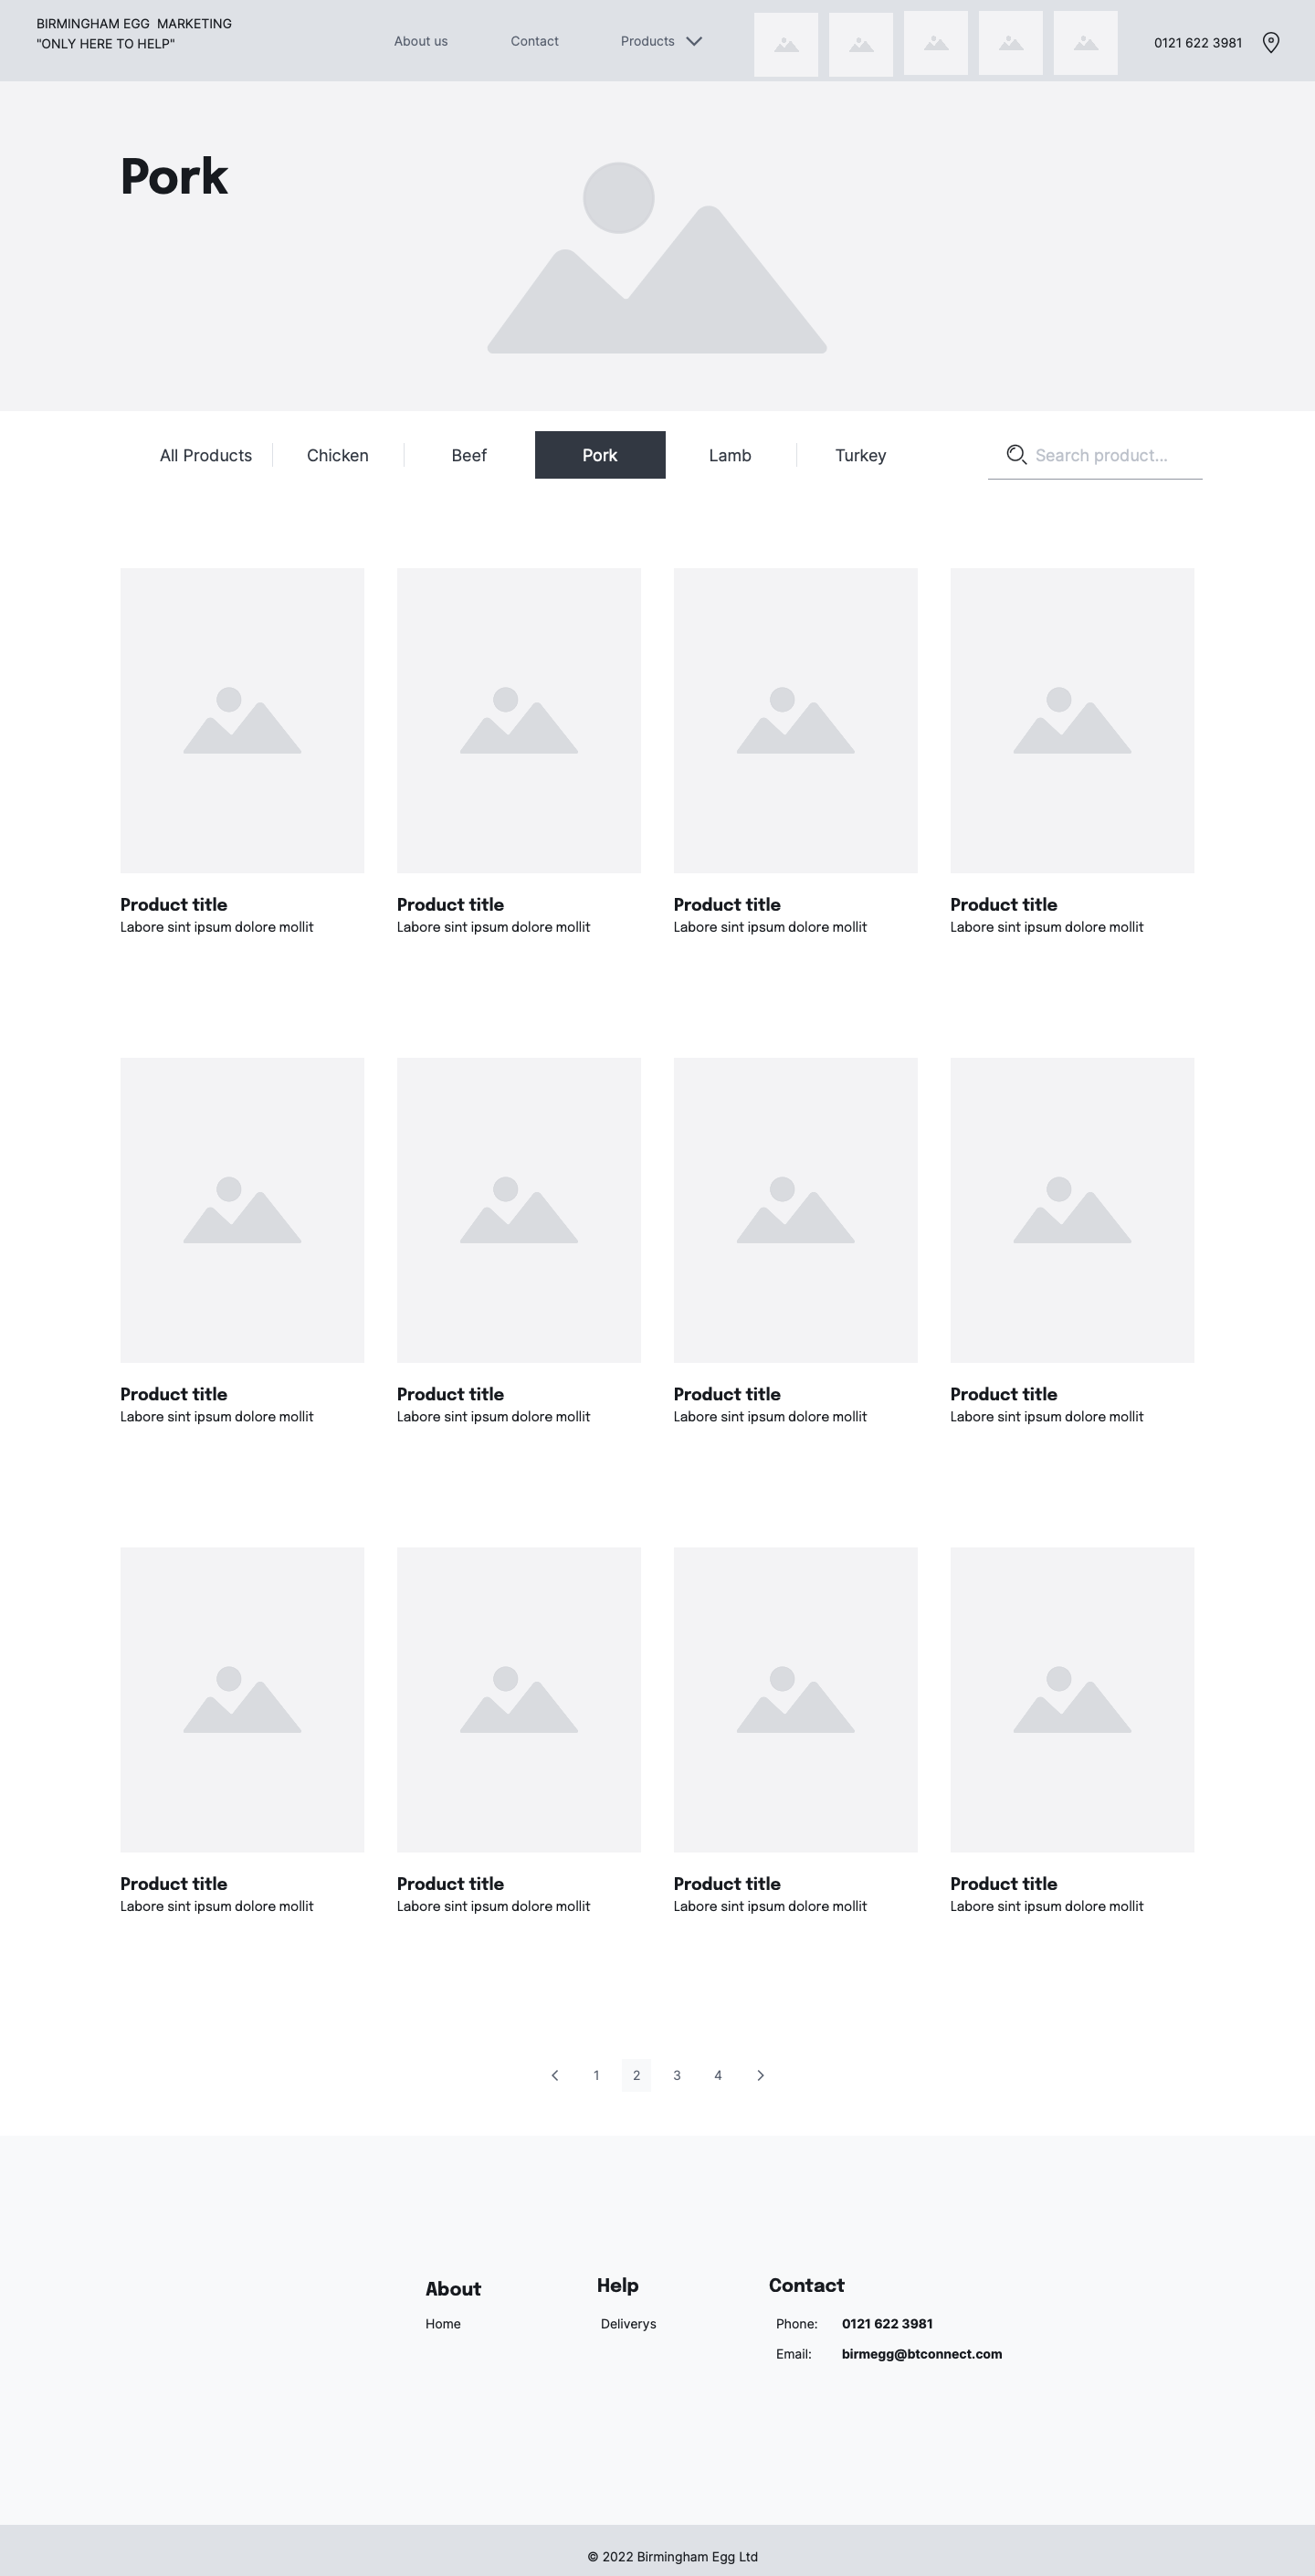 BIRMINGHAM EGG  MARKETING
"ONLY HERE TO HELP"
About us
Contact
Products
0121 622 3981
Pork
All Products
Chicken
Beef
Pork
Lamb
Turkey
Search product...
Product title
Labore sint ipsum dolore mollit
Product title
Labore sint ipsum dolore mollit
Product title
Labore sint ipsum dolore mollit
Product title
Labore sint ipsum dolore mollit
Product title
Labore sint ipsum dolore mollit
Product title
Labore sint ipsum dolore mollit
Product title
Labore sint ipsum dolore mollit
Product title
Labore sint ipsum dolore mollit
Product title
Labore sint ipsum dolore mollit
Product title
Labore sint ipsum dolore mollit
Product title
Labore sint ipsum dolore mollit
Product title
Labore sint ipsum dolore mollit
1 2 3 4
About
Home
Help
Deliverys
Contact
Phone: 0121 622 3981
Email: birmegg@btconnect.com
© 2022 Birmingham Egg Ltd